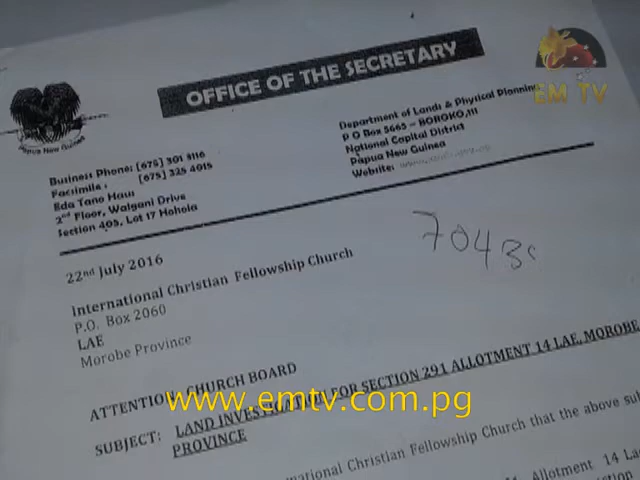 EM TV
OFFICE OF THE SECRETARY
Papua New Guinea
Business Phone: (675) 301 3116
Facsimile : (675) 325 4015
Eda Tano Haus
2nd Floor, Waigani Drive
Section 405, Lot 17 Hohola
Department of Lands & Physical Planning
P O Box 5665 – BOROKO,111
National Capital District
Papua New Guinea
Website:
22nd July 2016
7043
International Christian Fellowship Church
P.O. Box 2060
LAE
Morobe Province
ATTENTION: CHURCH BOARD
www.emtv.com.pg
SUBJECT: LAND INVESTIGATION FOR SECTION 291 ALLOTMENT 14 LAE, MOROBE
PROVINCE
Christian Fellowship Church that the above
Allotment 14